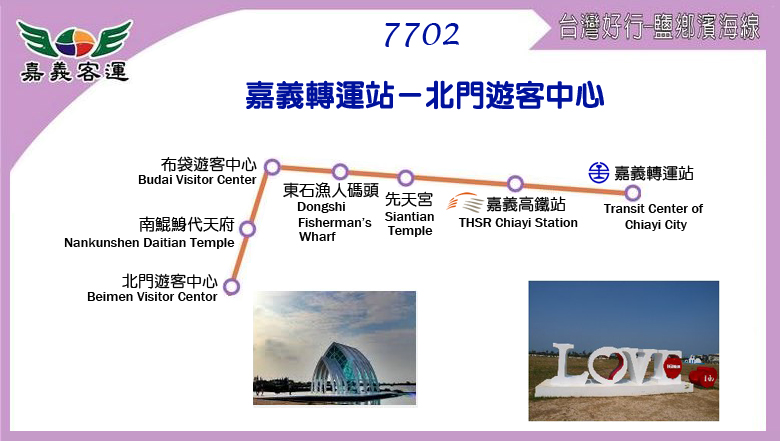 嘉義客運
7702
台灣好行-鹽鄉濱海線
嘉義轉運站－北門遊客中心
布袋遊客中心
Budai Visitor Center
東石漁人碼頭
Dongshi
Fisherman's
Wharf
先天宮
Siantian
Temple
嘉義高鐵站
THSR Chiayi Station
嘉義轉運站
Transit Center of
Chiayi City
南鯤鯓代天府
Nankunshen Daitian Temple
北門遊客中心
Beimen Visitor Centor
LOVE